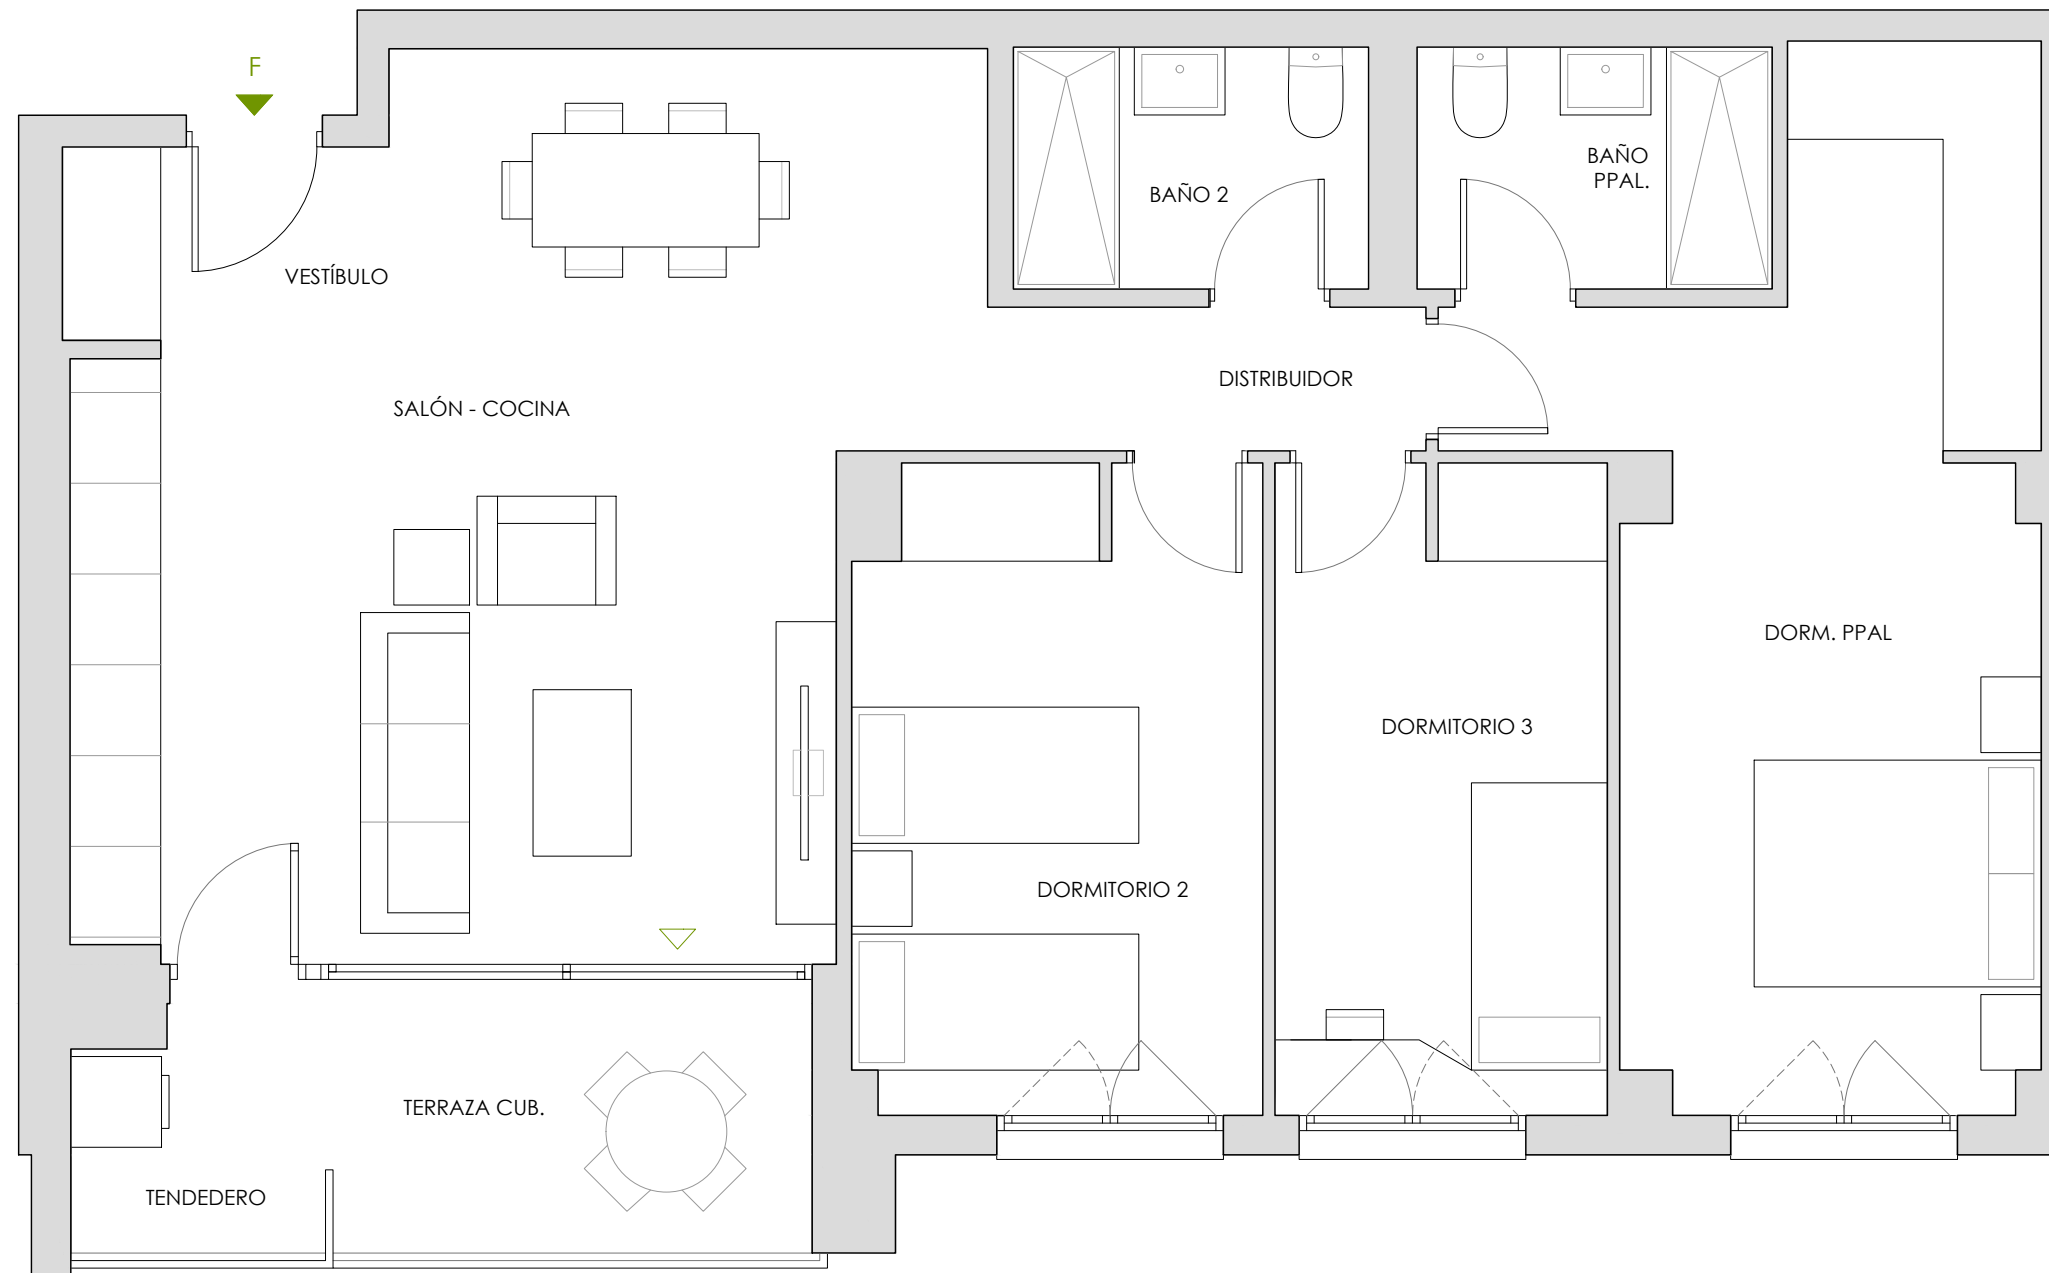 F
BAÑO
PPAL.
BAÑO 2
VESTÍBULO
DISTRIBUIDOR
SALÓN - COCINA
DORM. PPAL
DORMITORIO 3
DORMITORIO 2
TERRAZA CUB.
TENDEDERO